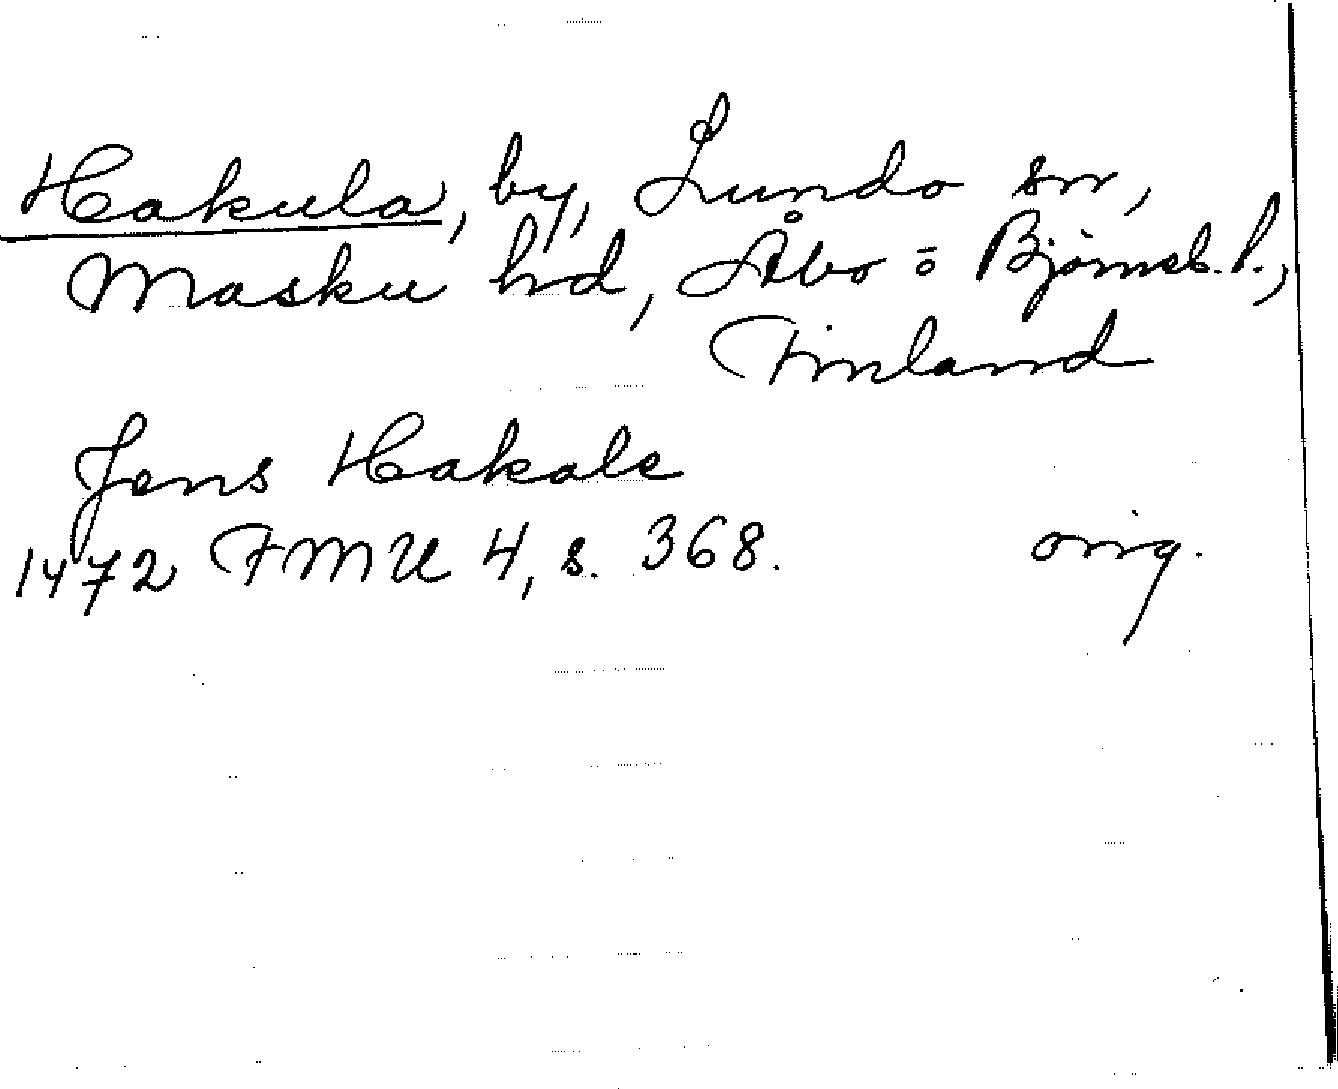 Hakula, by, Lundo sn,
Masku hd, Åbo o Björneb. l.,
Finland
Jens Hakale
1472 FMU 4, s. 368. orig.